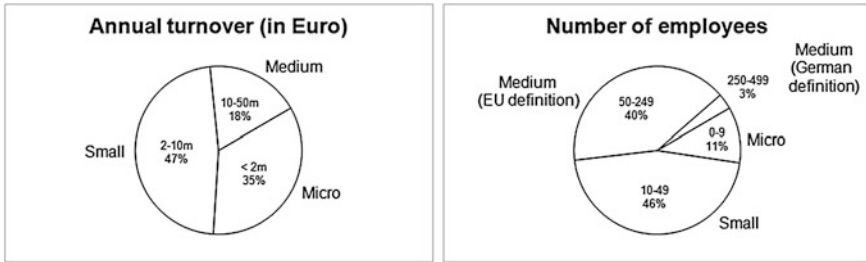 Annual turnover (in Euro)
Medium
10-50m
18%
Small
2-10m
47%
< 2m
35%
Micro
Number of employees
Medium
(EU definition)
50-249
40%
250-499
3%
Medium
(German
definition)
0-9
11%
Micro
10-49
46%
Small